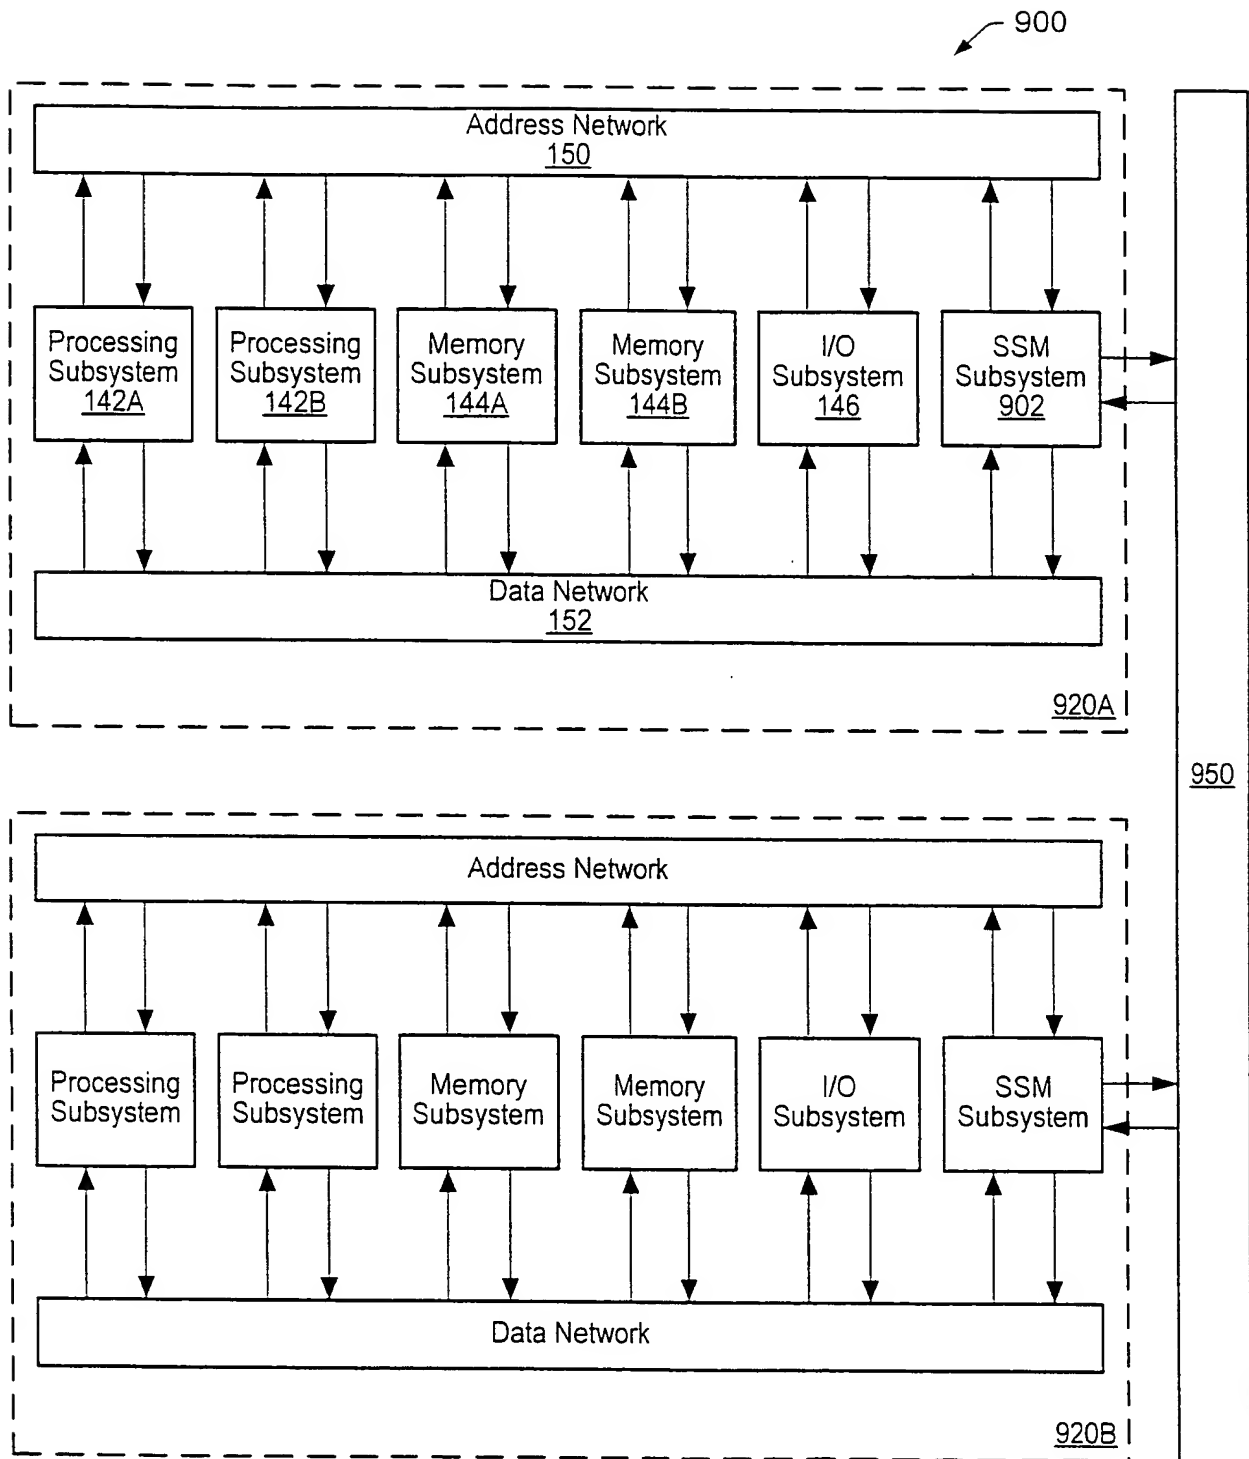 900
Address Network
150
Processing
Subsystem
142A
Processing
Subsystem
142B
Memory
Subsystem
144A
Memory
Subsystem
144B
I/O
Subsystem
146
SSM
Subsystem
902
Data Network
152
920A
950
Address Network
Processing
Subsystem
Processing
Subsystem
Memory
Subsystem
Memory
Subsystem
I/O
Subsystem
SSM
Subsystem
Data Network
920B